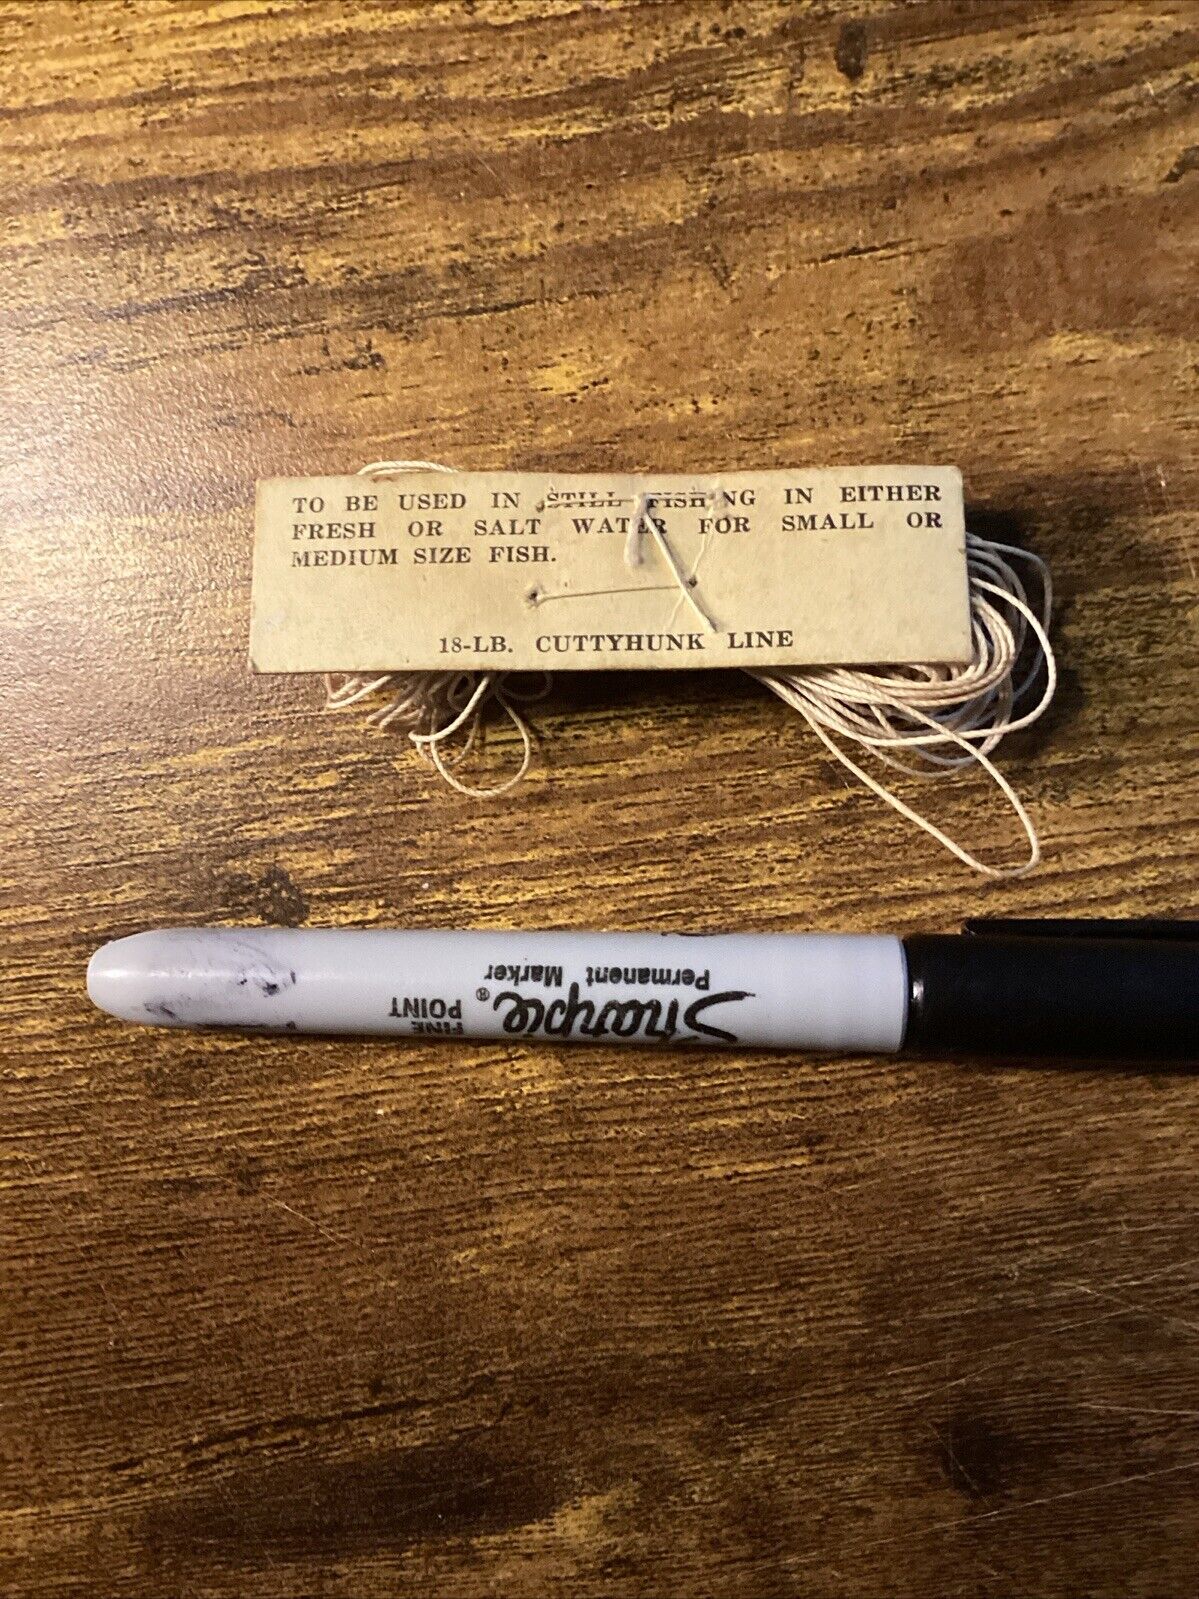 TO BE USED IN STILL FISHING IN EITHER
FRESH OR SALT WATER FOR SMALL OR
MEDIUM SIZE FISH.
18-LB. CUTTYHUNK LINE
Sharpie®
Permanent Marker
FINE
POINT